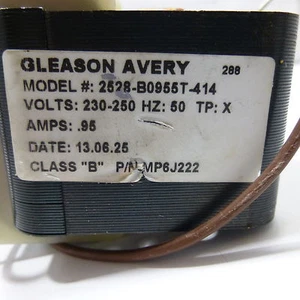 GLEASON AVERY 288
MODEL #: 2528-B0955T-414
VOLTS: 230-250 HZ: 50 TP: X
AMPS: .95
DATE: 13.06.25
CLASS "B" P/N MP6J222